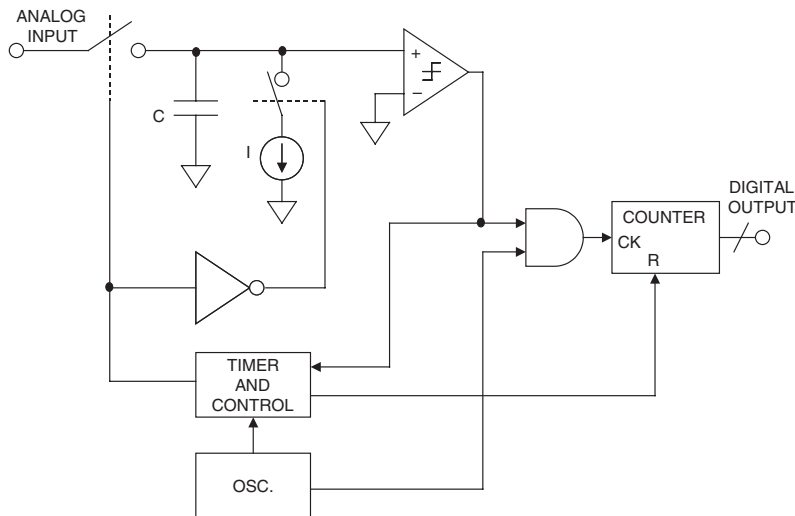 ANALOG
INPUT
+
−
C
I
DIGITAL
OUTPUT
COUNTER
CK
R
TIMER
AND
CONTROL
OSC.